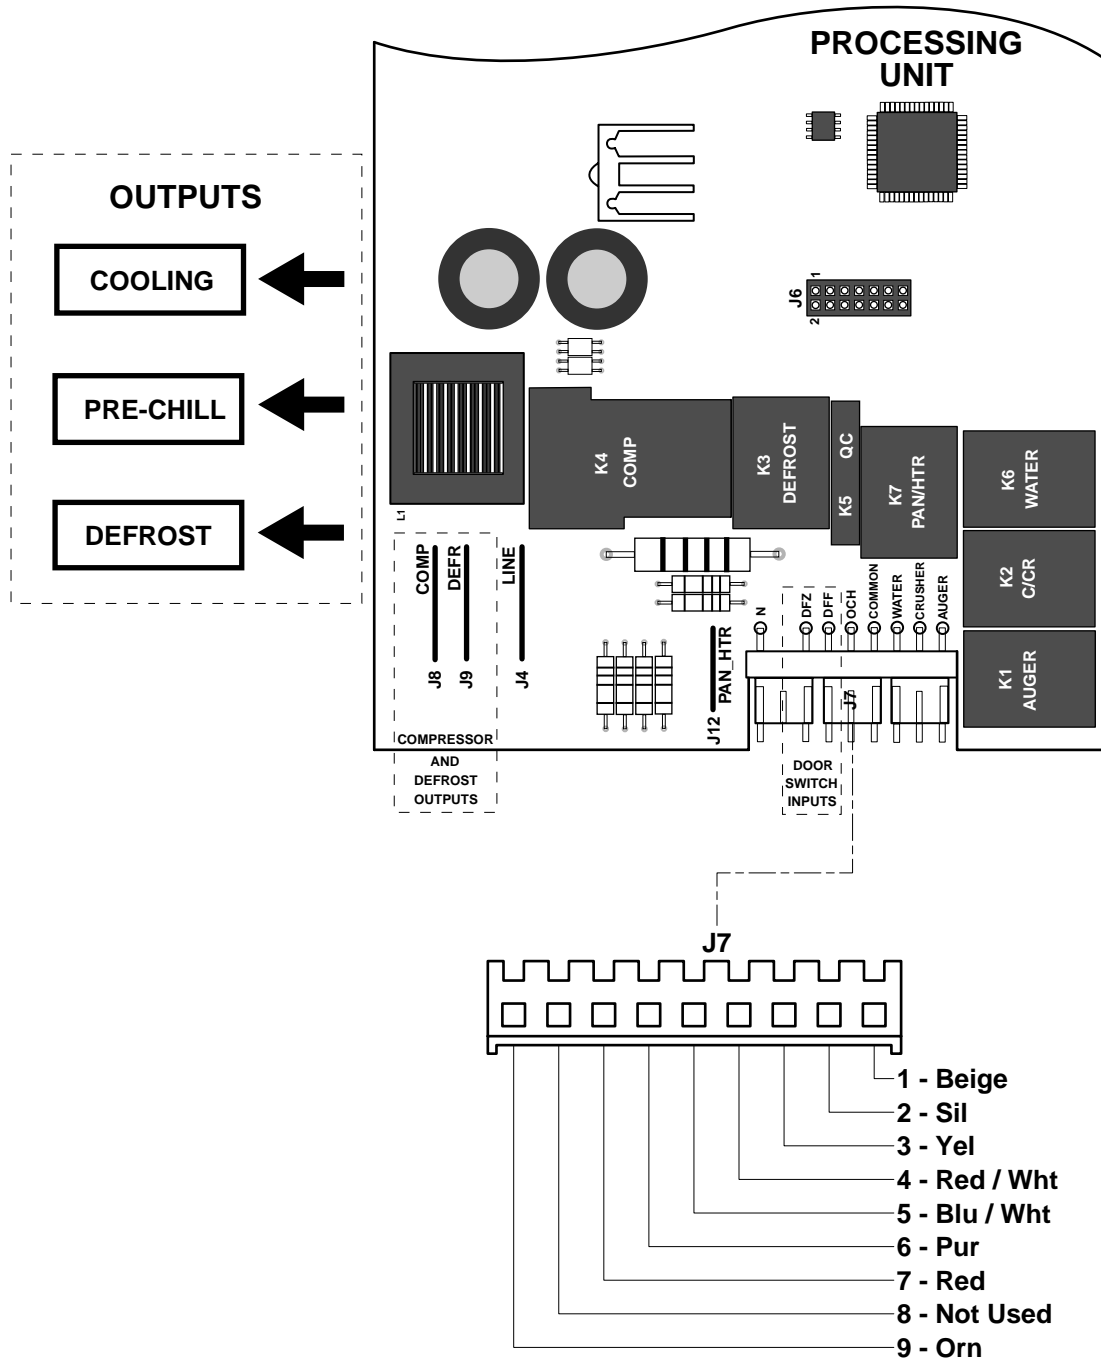 PROCESSING
UNIT
OUTPUTS
COOLING
PRE-CHILL
DEFROST
J6
1
2
K4
COMP
K3
DEFROST
K5 QC
K7
PAN/HTR
K6
WATER
K2
C/CR
K1
AUGER
L1
COMP
J8
DEFR
J9
LINE
J4
PAN_HTR
J12
N
DFZ
DFF
OCH
COMMON
WATER
CRUSHER
AUGER
J7
COMPRESSOR
AND
DEFROST
OUTPUTS
DOOR
SWITCH
INPUTS
J7
1 - Beige
2 - Sil
3 - Yel
4 - Red / Wht
5 - Blu / Wht
6 - Pur
7 - Red
8 - Not Used
9 - Orn